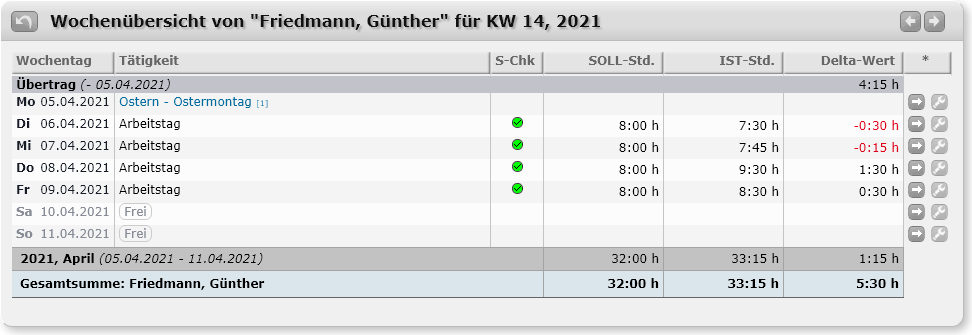 Wochenübersicht von "Friedmann, Günther" für KW 14, 2021
Wochentag Tätigkeit S-Chk SOLL-Std. IST-Std. Delta-Wert *
Übertrag (- 05.04.2021) 4:15 h
Mo 05.04.2021 Ostern - Ostermontag [1]
Di 06.04.2021 Arbeitstag 8:00 h 7:30 h -0:30 h
Mi 07.04.2021 Arbeitstag 8:00 h 7:45 h -0:15 h
Do 08.04.2021 Arbeitstag 8:00 h 9:30 h 1:30 h
Fr 09.04.2021 Arbeitstag 8:00 h 8:30 h 0:30 h
Sa 10.04.2021 Frei
So 11.04.2021 Frei
2021, April (05.04.2021 - 11.04.2021) 32:00 h 33:15 h 1:15 h
Gesamtsumme: Friedmann, Günther 32:00 h 33:15 h 5:30 h